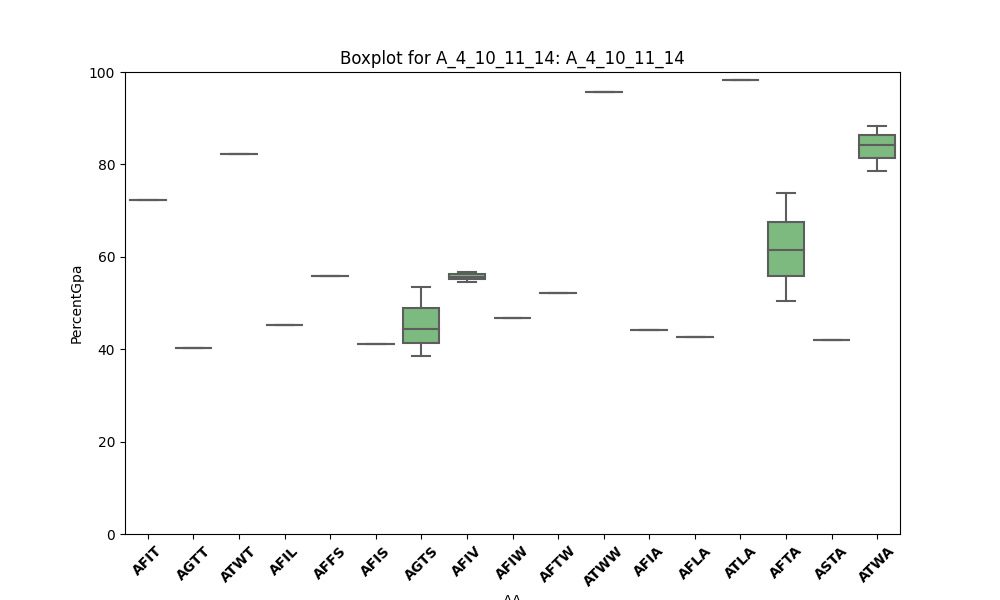 Boxplot for A_4_10_11_14: A_4_10_11_14
PercentGpa
100
80
60
40
20
0
AFIT AGTT ATWT AFIL AFFS AFIS AGTS AFIV AFIW AFTW ATWW AFIA AFLA ATLA AFTA ASTA ATWA
AA